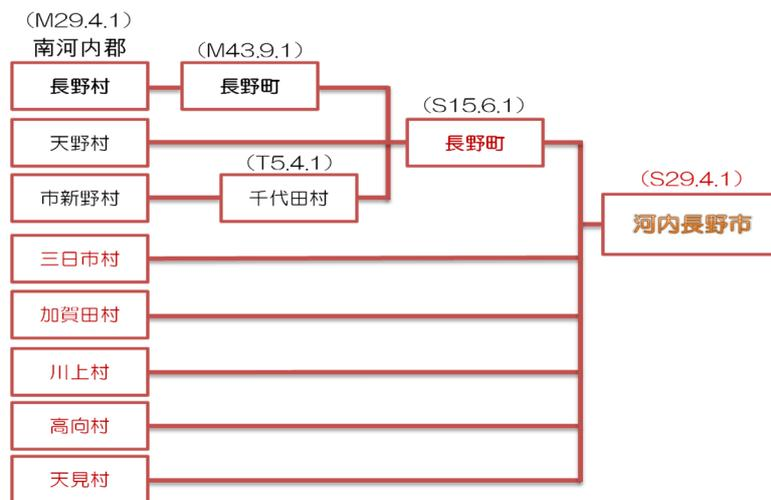 (M29.4.1)
南河内郡
長野村
(M43.9.1)
長野町
天野村
(S15.6.1)
長野町
市新野村
(T5.4.1)
千代田村
(S29.4.1)
河内長野市
三日市村
加賀田村
川上村
高向村
天見村